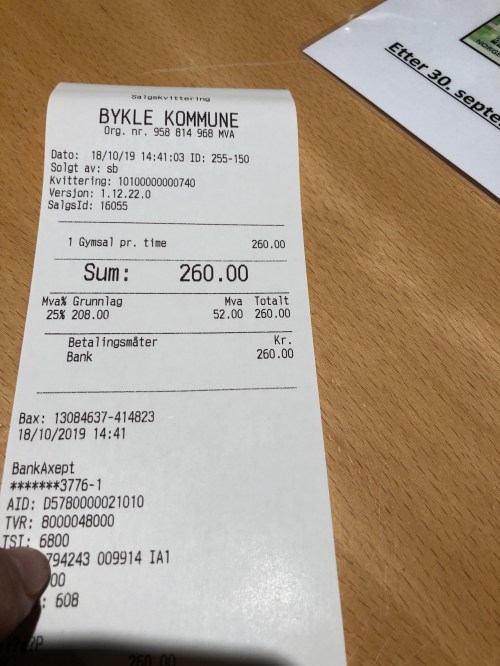 Salgskvittering
BYKLE KOMMUNE
Org. nr. 958 814 968 MVA
Dato: 18/10/19 14:41:03 ID: 255-150
Solgt av: sb
Kvittering: 10100000000740
Versjon: 1.12.22.0
SalgsId: 16055
1 Gymsal pr. time 260.00
Sum: 260.00
Mva% Grunnlag Mva Totalt
25% 208.00 52.00 260.00
Betalingsmåter Kr.
Bank 260.00
Bax: 13084637-414823
18/10/2019 14:41
BankAxept
*******3776-1
AID: D5780000021010
TVR: 8000048000
TSI: 6800
794243 009914 IA1
00
: 608
260.00
Etter 30. septe